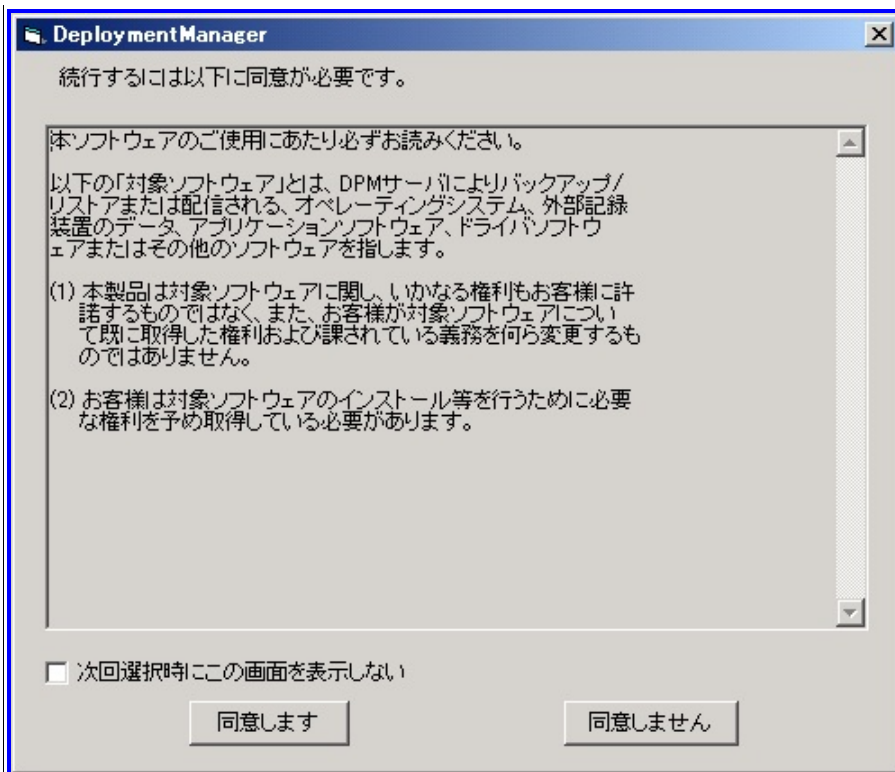 DeploymentManager
続行するには以下に同意が必要です。
本ソフトウェアのご使用にあたり必ずお読みください。
以下の「対象ソフトウェア」とは、DPMサーバによりバックアップ/
リストアまたは配信される、オペレーティングシステム、外部記録
装置のデータ、アプリケーションソフトウェア、ドライバソフトウ
ェアまたはその他のソフトウェアを指します。
(1) 本製品は対象ソフトウェアに関し、いかなる権利もお客様に許
諾するものではなく、また、お客様が対象ソフトウェアについ
て既に取得した権利および課されている義務を何ら変更するも
のではありません。
(2) お客様は対象ソフトウェアのインストール等を行うために必要
な権利を予め取得している必要があります。
次回選択時にこの画面を表示しない
同意します
同意しません